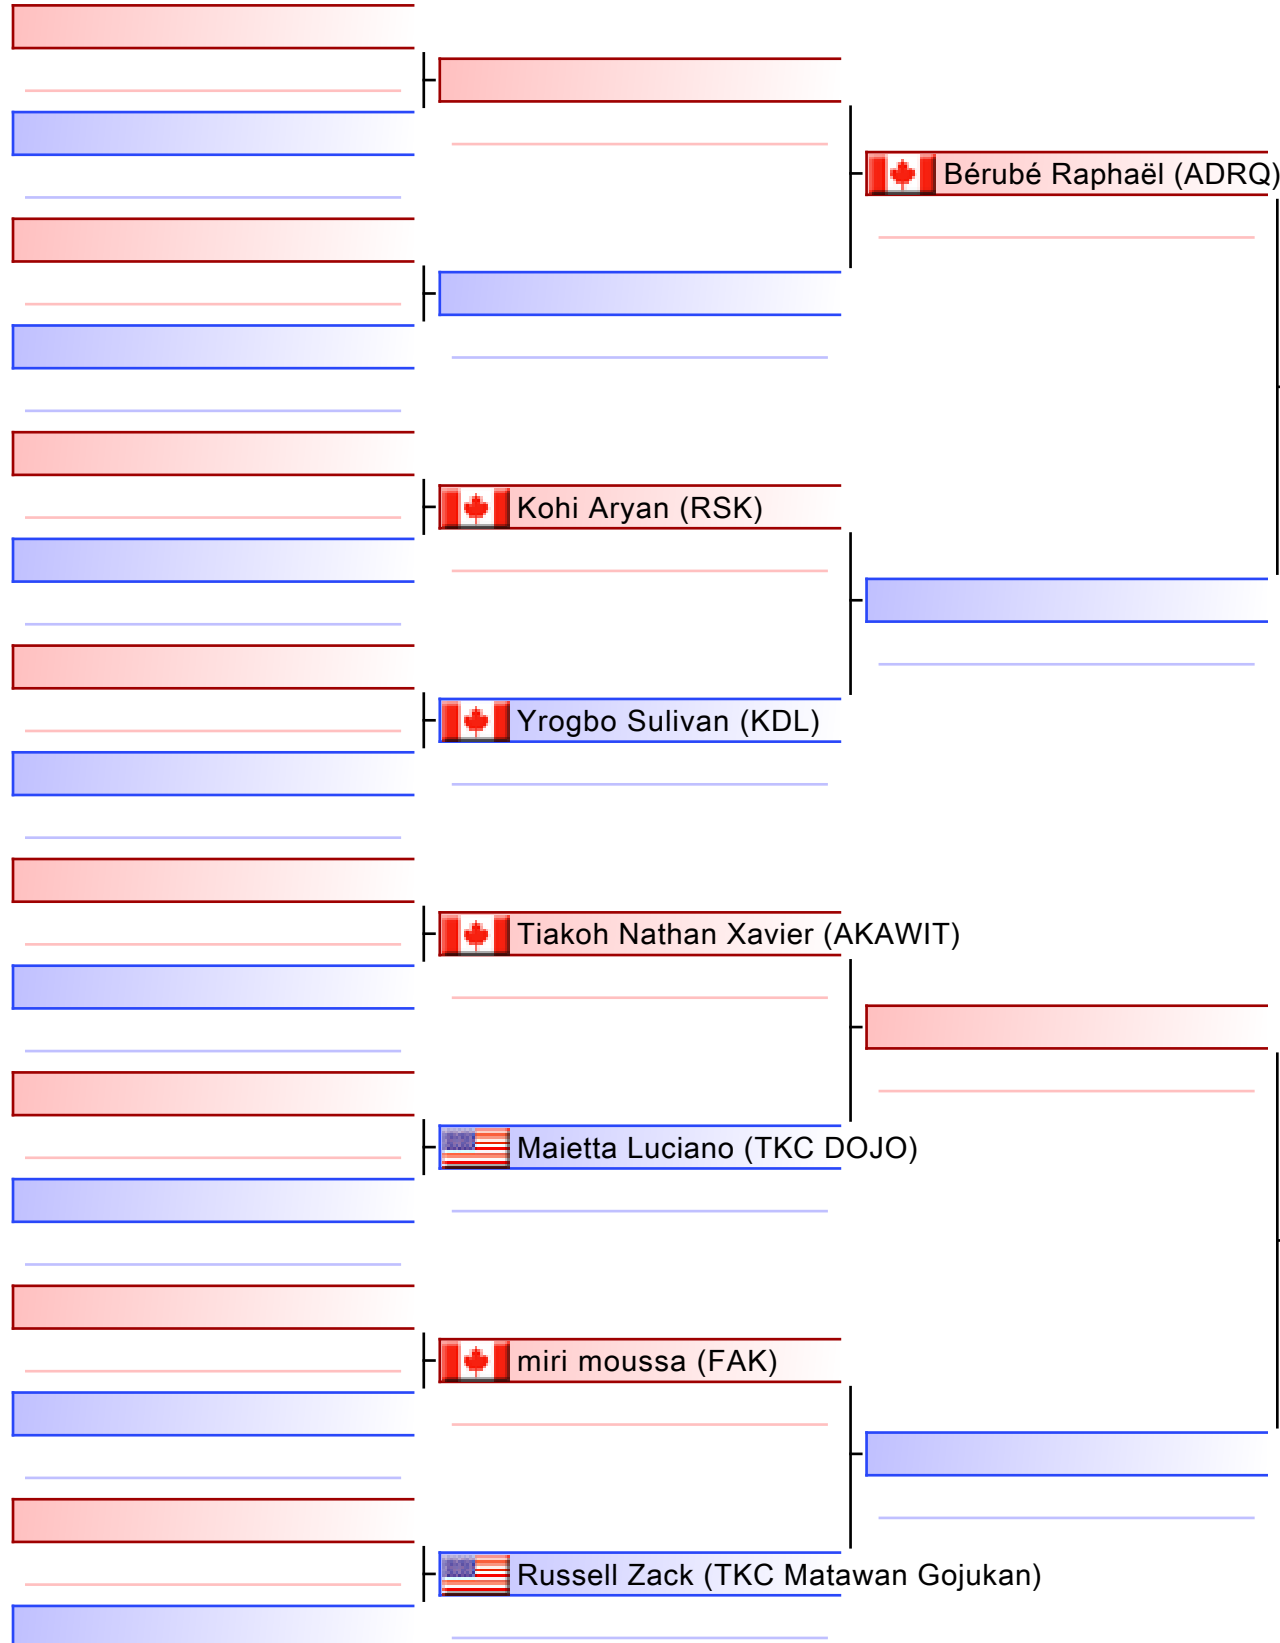 Bérubé Raphaël (ADRQ)
Kohi Aryan (RSK)
Yrogbo Sulivan (KDL)
Tiakoh Nathan Xavier (AKAWIT)
Maietta Luciano (TKC DOJO)
miri moussa (FAK)
Russell Zack (TKC Matawan Gojukan)